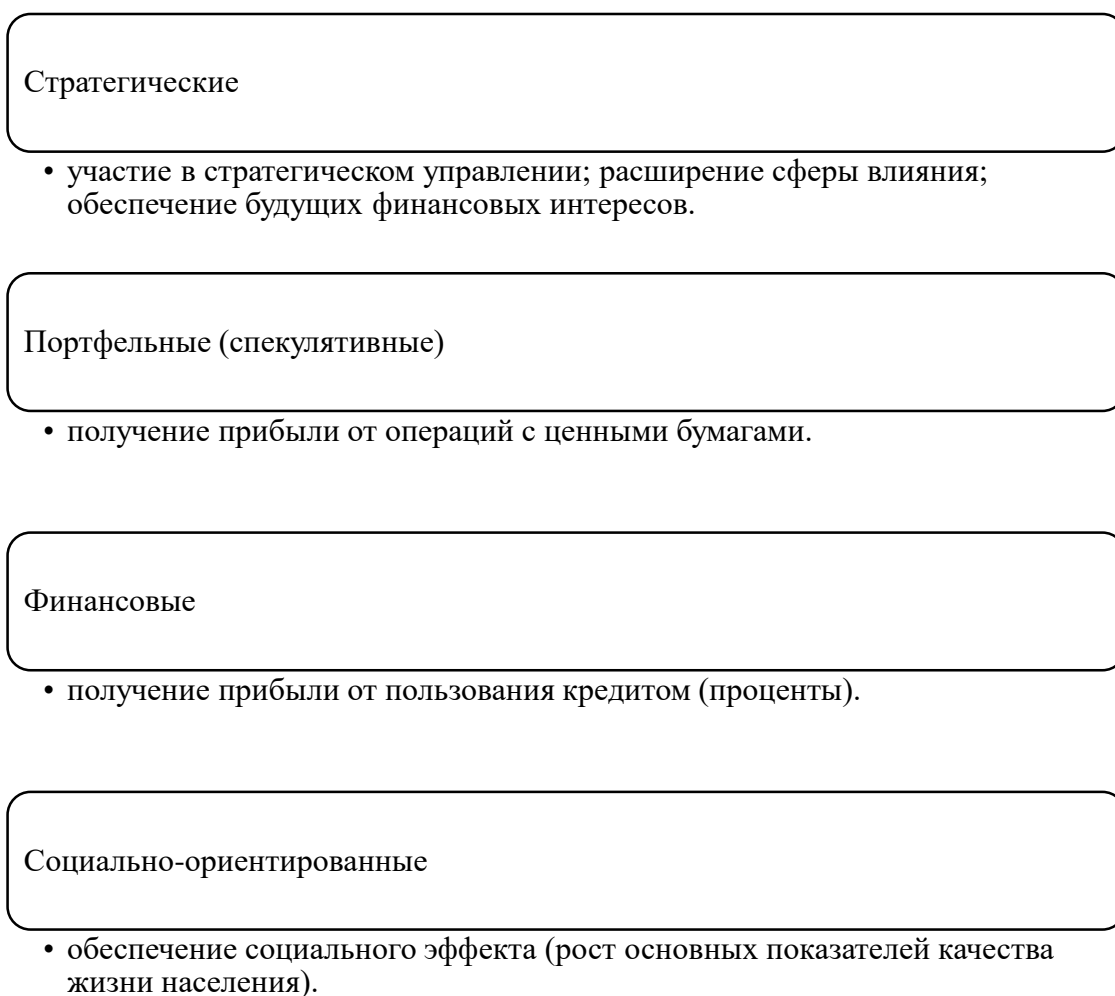 Стратегические
• участие в стратегическом управлении; расширение сферы влияния;
обеспечение будущих финансовых интересов.
Портфельные (спекулятивные)
• получение прибыли от операций с ценными бумагами.
Финансовые
• получение прибыли от пользования кредитом (проценты).
Социально-ориентированные
• обеспечение социального эффекта (рост основных показателей качества
жизни населения).